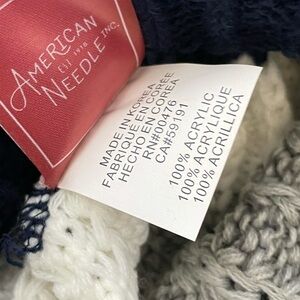 AMERICAN
EST 1918
NEEDLE INC.
MADE IN KOREA
FABRIQUE EN COREE
HECHO EN COREA
RN#00476
CA#59191
100% ACRYLIC
100% ACRYLIQUE
100% ACRILLICA